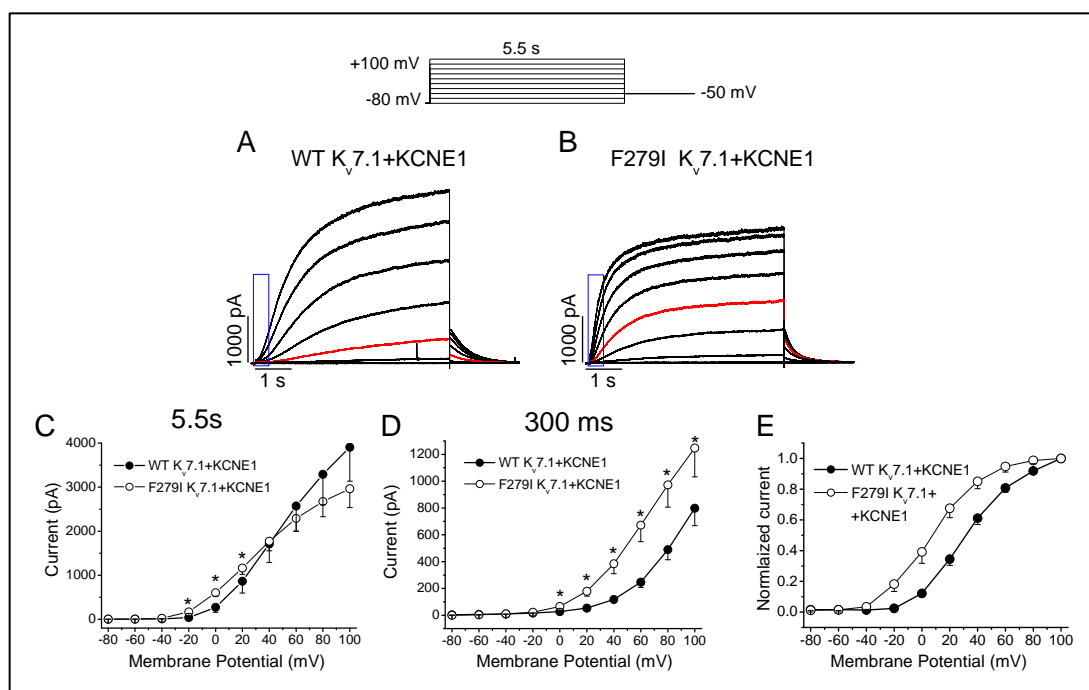 5.5 s
+100 mV
-80 mV
-50 mV
A
WT Kv7.1+KCNE1
B
F279I Kv7.1+KCNE1
1000 pA
1 s
1000 pA
1 s
C
5.5s
4000
3000
2000
1000
0
Current (pA)
WT Kv7.1+KCNE1
F279I Kv7.1+KCNE1
* * *
-80 -60 -40 -20 0 20 40 60 80 100
Membrane Potential (mV)
D
300 ms
1200
1000
800
600
400
200
0
Current (pA)
WT Kv7.1+KCNE1
F279I Kv7.1+KCNE1
* * * * * *
-80 -60 -40 -20 0 20 40 60 80 100
Membrane Potential (mV)
E
1.0
0.8
0.6
0.4
0.2
0.0
Normlaized current
WT Kv7.1+KCNE1
F279I Kv7.1+
+KCNE1
-80 -60 -40 -20 0 20 40 60 80 100
Membrane Potential (mV)